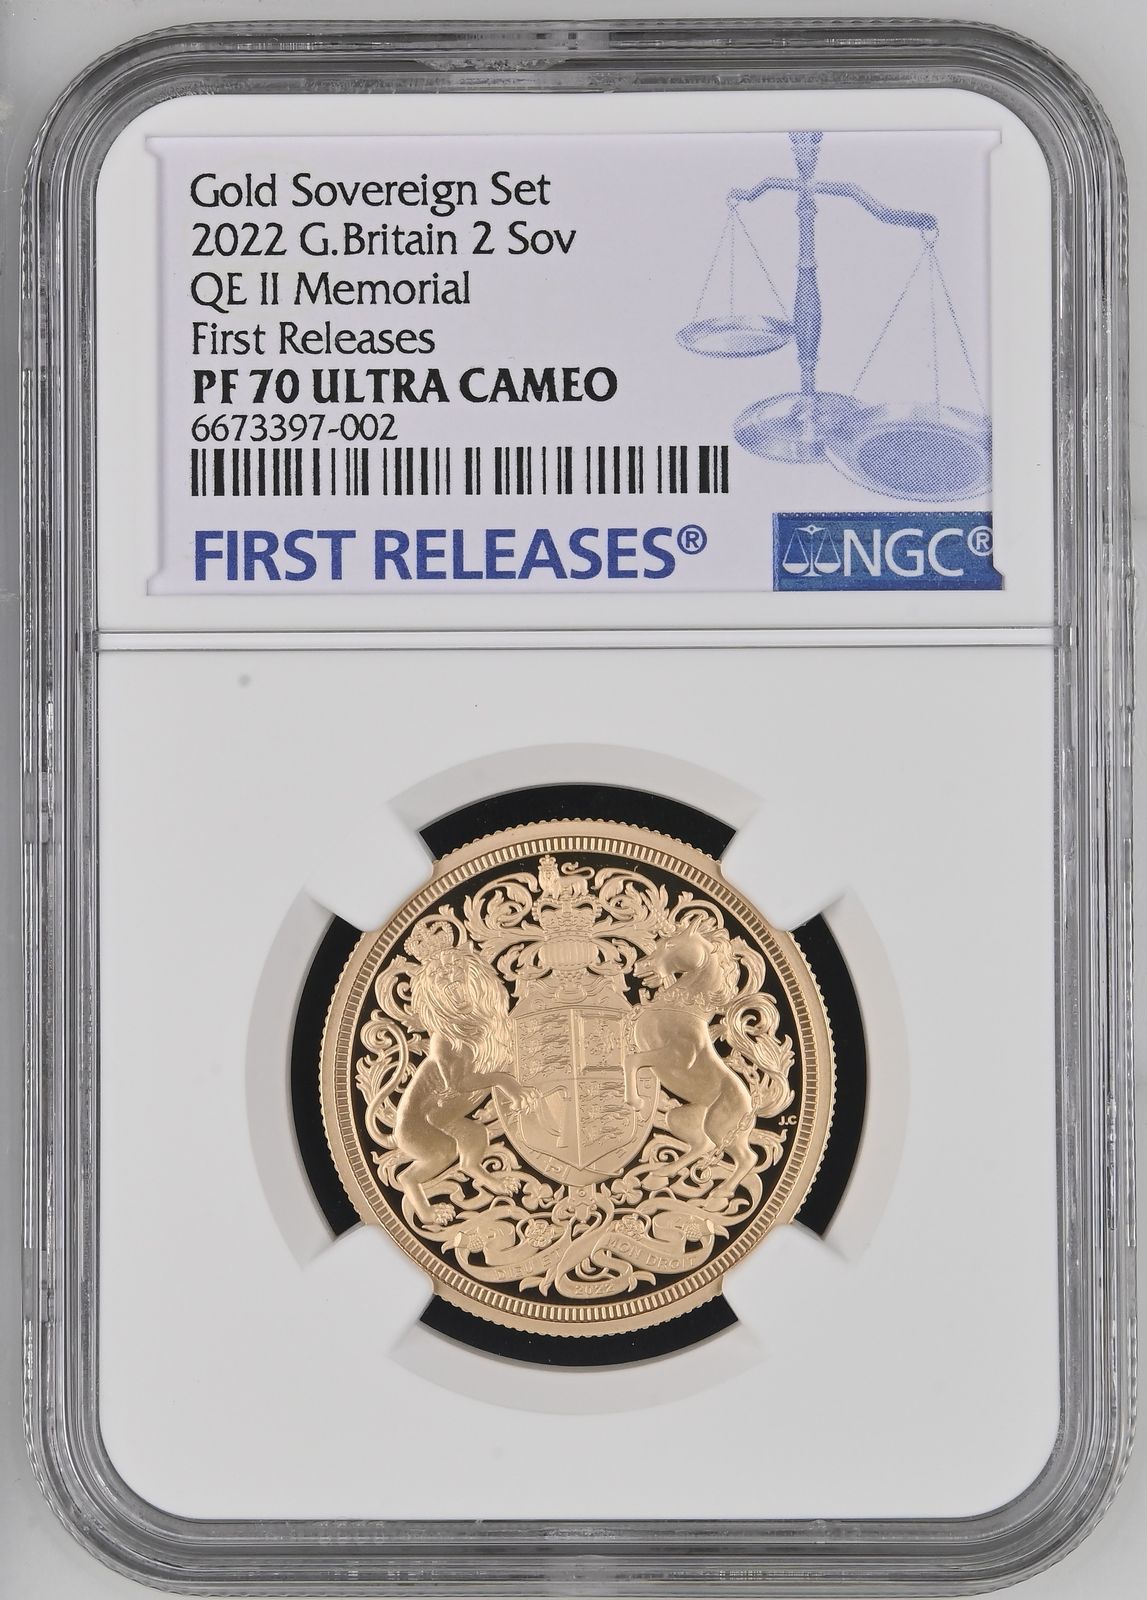 Gold Sovereign Set
2022 G.Britain 2 Sov
QE II Memorial
First Releases
PF 70 ULTRA CAMEO
6673397-002
FIRST RELEASES®
NGC®
J.C
DIEU ET MON DROIT
2022